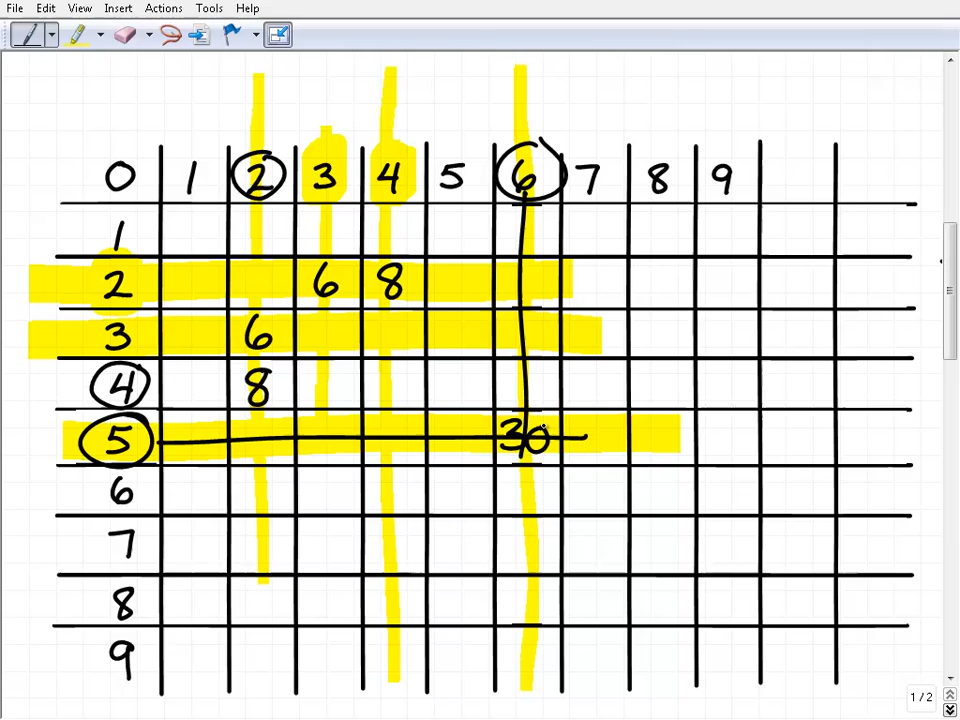 File Edit View Insert Actions Tools Help
0 1 2 3 4 5 6 7 8 9
1
2 6 8
3 6
4 8
5 30
6
7
8
9
1 / 2